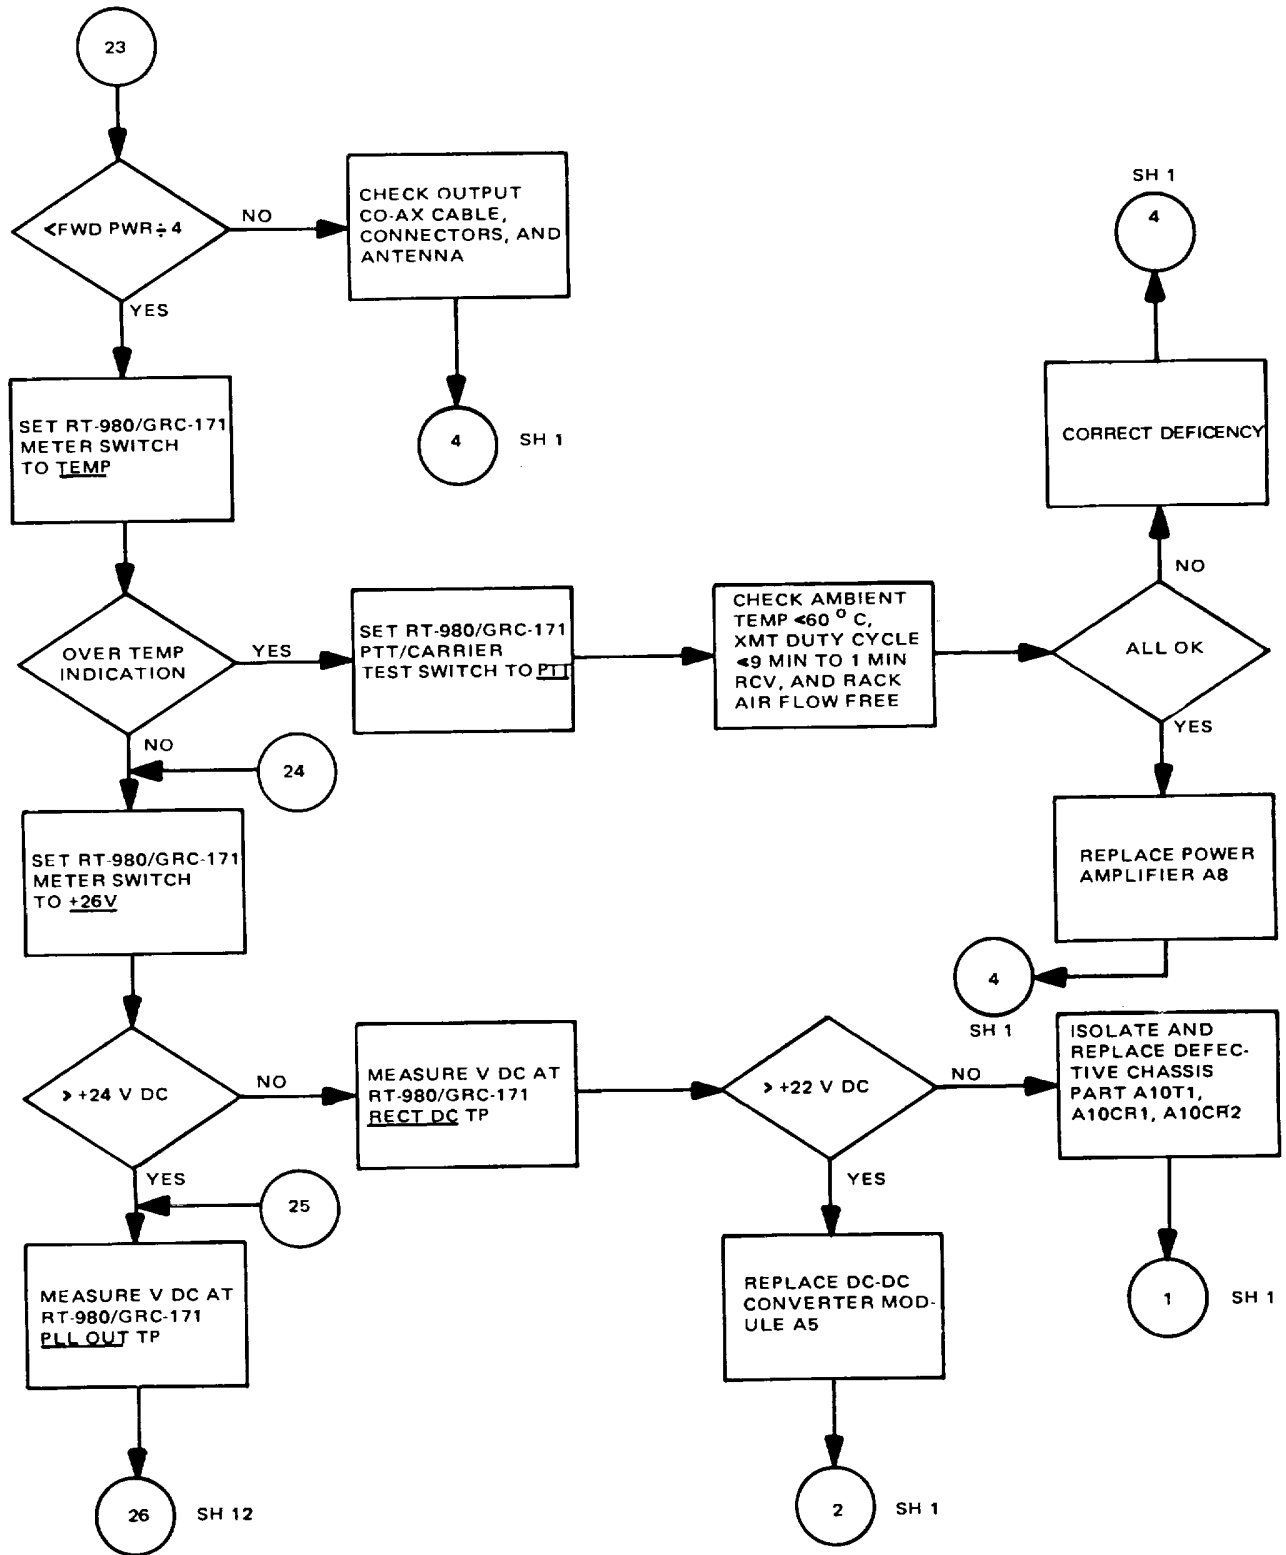 23
<FWD PWR÷4
NO
YES
CHECK OUTPUT
CO-AX CABLE,
CONNECTORS, AND
ANTENNA
4
SH 1
SET RT-980/GRC-171
METER SWITCH
TO TEMP
OVER TEMP
INDICATION
YES
NO
SET RT-980/GRC-171
PTT/CARRIER
TEST SWITCH TO PTT
CHECK AMBIENT
TEMP <60° C,
XMT DUTY CYCLE
<9 MIN TO 1 MIN
RCV, AND RACK
AIR FLOW FREE
ALL OK
NO
CORRECT DEFICENCY
SH 1
4
YES
REPLACE POWER
AMPLIFIER A8
4
SH 1
24
SET RT-980/GRC-171
METER SWITCH
TO +26V
> +24 V DC
NO
YES
MEASURE V DC AT
RT-980/GRC-171
RECT DC TP
> +22 V DC
NO
YES
ISOLATE AND
REPLACE DEFEC-
TIVE CHASSIS
PART A10T1,
A10CR1, A10CR2
1
SH 1
REPLACE DC-DC
CONVERTER MOD-
ULE A5
2
SH 1
25
MEASURE V DC AT
RT-980/GRC-171
PLL OUT TP
26
SH 12